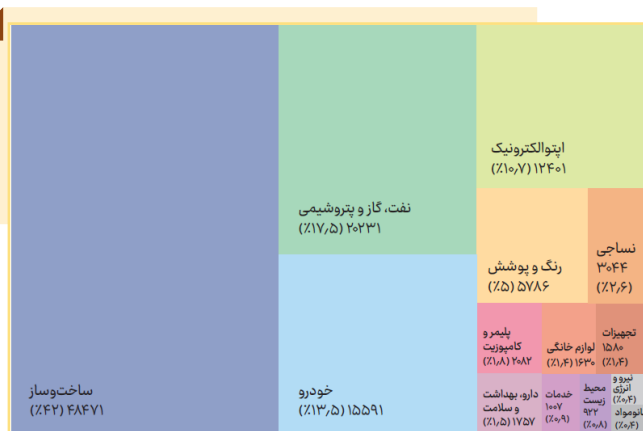 اپتوالکترونیک
۱۲۴۰۱ (٪۱۰٫۷)
نفت، گاز و پتروشیمی
۲۰۲۳۱ (٪۱۷٫۵)
نساجی
۳۰۴۴
(٪۲٫۶)
رنگ و پوشش
۵۷۸۶ (٪۵)
تجهیزات
۱۵۸۰
(٪۱٫۴)
لوازم خانگی
۱۶۳۰ (٪۱٫۴)
پلیمر و
کامپوزیت
۲۰۸۲ (٪۱٫۸)
ساخت‌وساز
۴۸۴۷۱ (٪۴۲)
خودرو
۱۵۵۹۱ (٪۱۳٫۵)
دارو، بهداشت
و سلامت
۱۷۵۷ (٪۱٫۵)
خدمات
۱۰۰۷
(٪۰٫۹)
محیط
زیست
۹۲۲
(٪۰٫۸)
نیرو و
انرژی
(٪۰٫۴)
نانومواد
(٪۰٫۴)